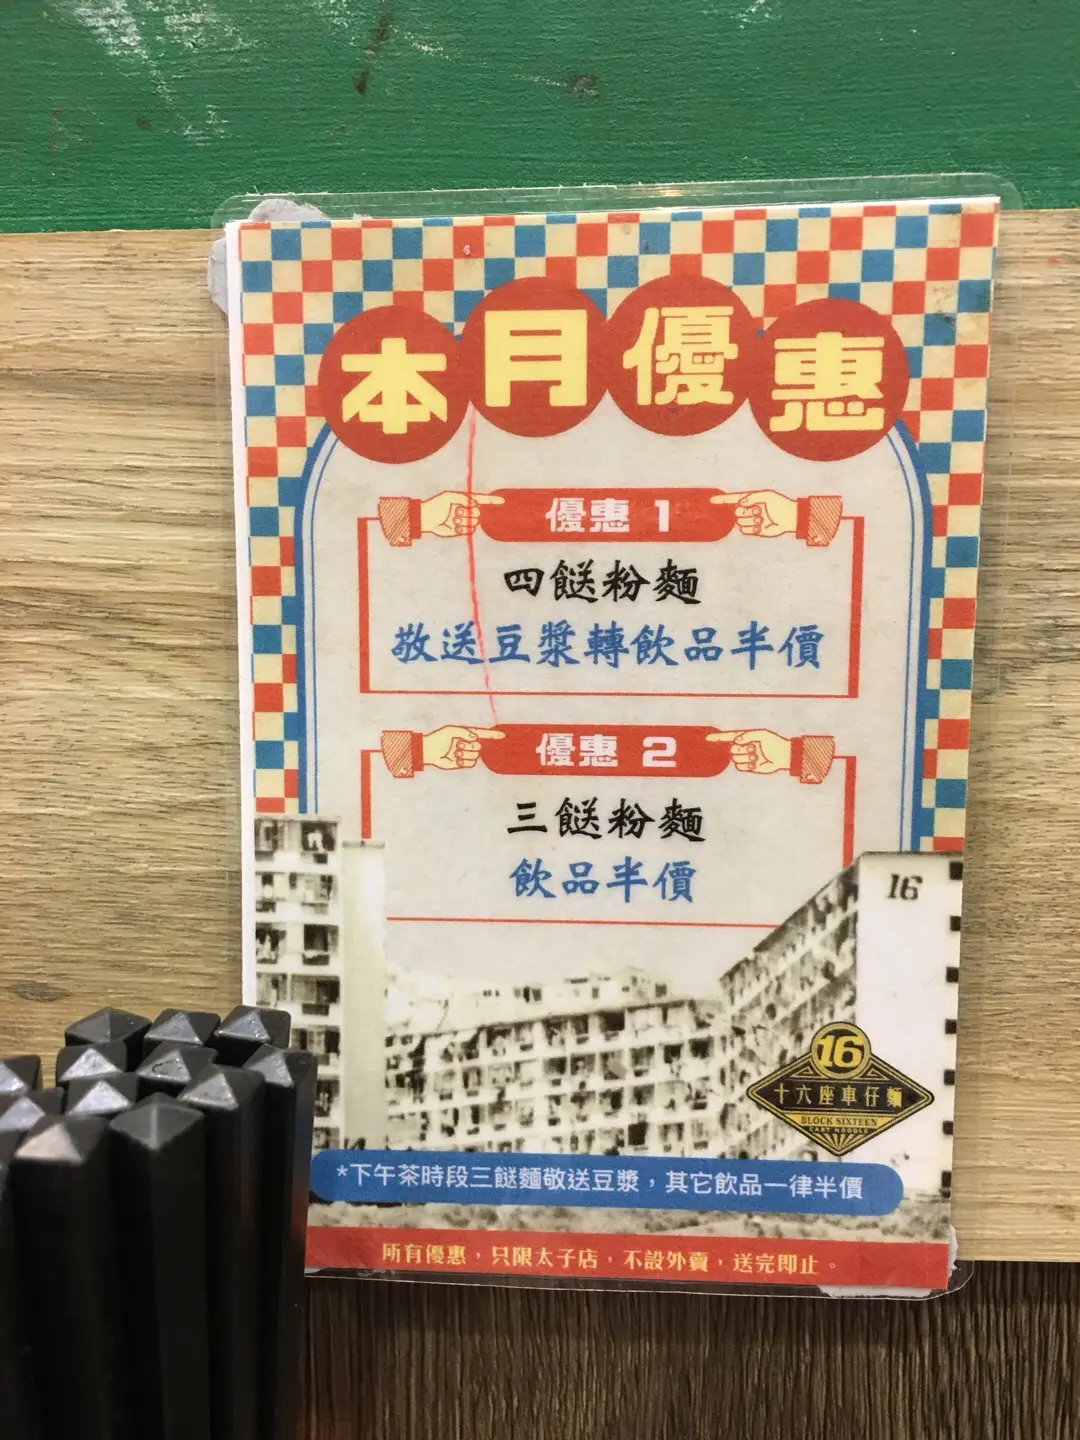 本月優惠
優惠 1
四餸粉麵
敬送豆漿轉飲品半價
優惠 2
三餸粉麵
飲品半價
16
16
十六座車仔麵
BLOCK SIXTEEN
CART NOODLE
*下午茶時段三餸麵敬送豆漿，其它飲品一律半價
所有優惠，只限太子店，不設外賣，送完即止。